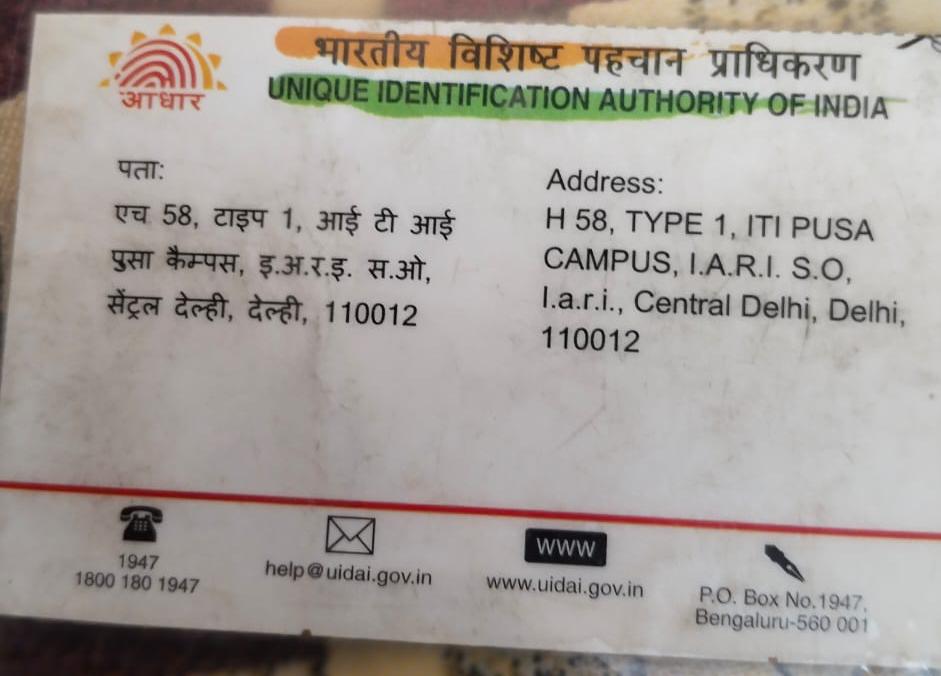 आधार
भारतीय विशिष्ट पहचान प्राधिकरण
UNIQUE IDENTIFICATION AUTHORITY OF INDIA
पता:
एच 58, टाइप 1, आई टी आई
पुसा कैम्पस, इ.अ.र.इ. स.ओ,
सेंट्रल देल्ही, देल्ही, 110012
Address:
H 58, TYPE 1, ITI PUSA
CAMPUS, I.A.R.I. S.O,
I.a.r.i., Central Delhi, Delhi,
110012
1947
1800 180 1947
help@uidai.gov.in
WWW
www.uidai.gov.in
P.O. Box No.1947,
Bengaluru-560 001